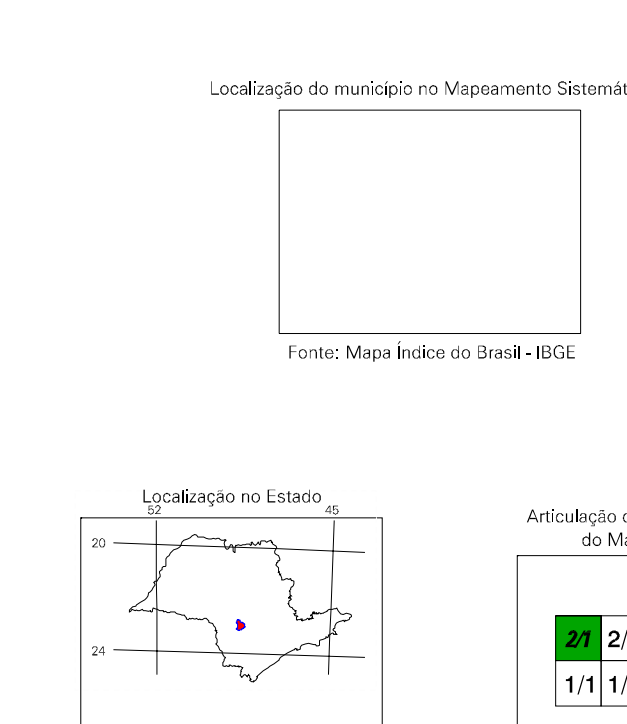 Localização do município no Mapeamento Sistemát
Fonte: Mapa Índice do Brasil - IBGE
Localização no Estado
52 45
20
24
Articulação
do Ma
2/1 2/
1/1 1/